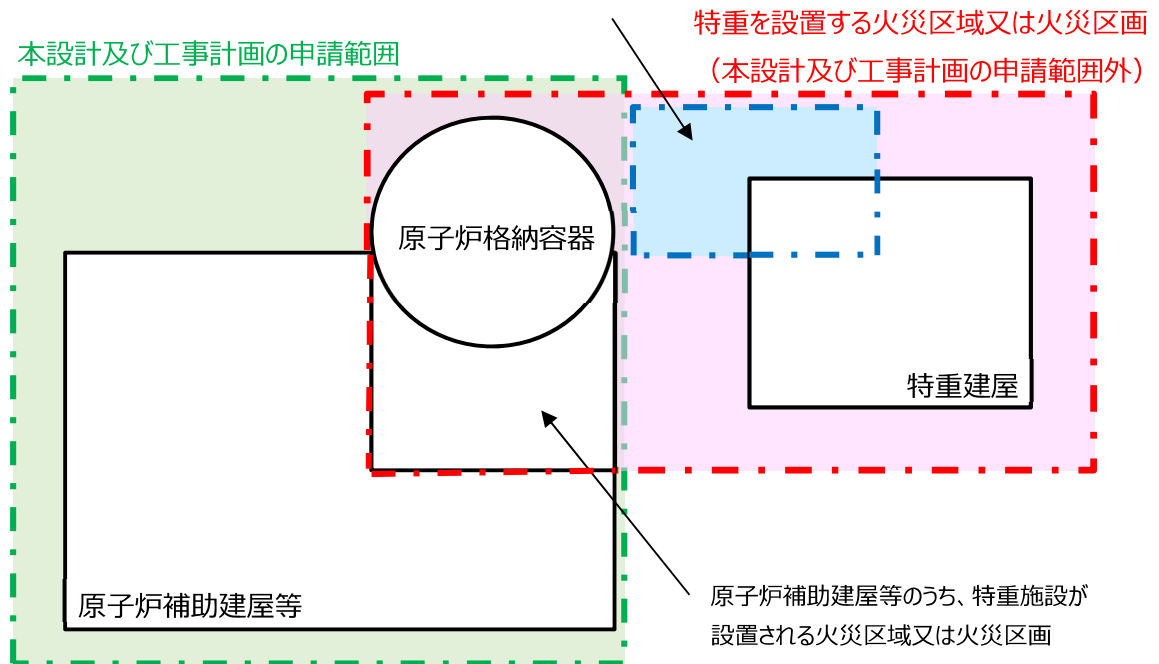 特重を設置する火災区域又は火災区画
（本設計及び工事計画の申請範囲外）
本設計及び工事計画の申請範囲
原子炉格納容器
特重建屋
原子炉補助建屋等
原子炉補助建屋等のうち、特重施設が
設置される火災区域又は火災区画